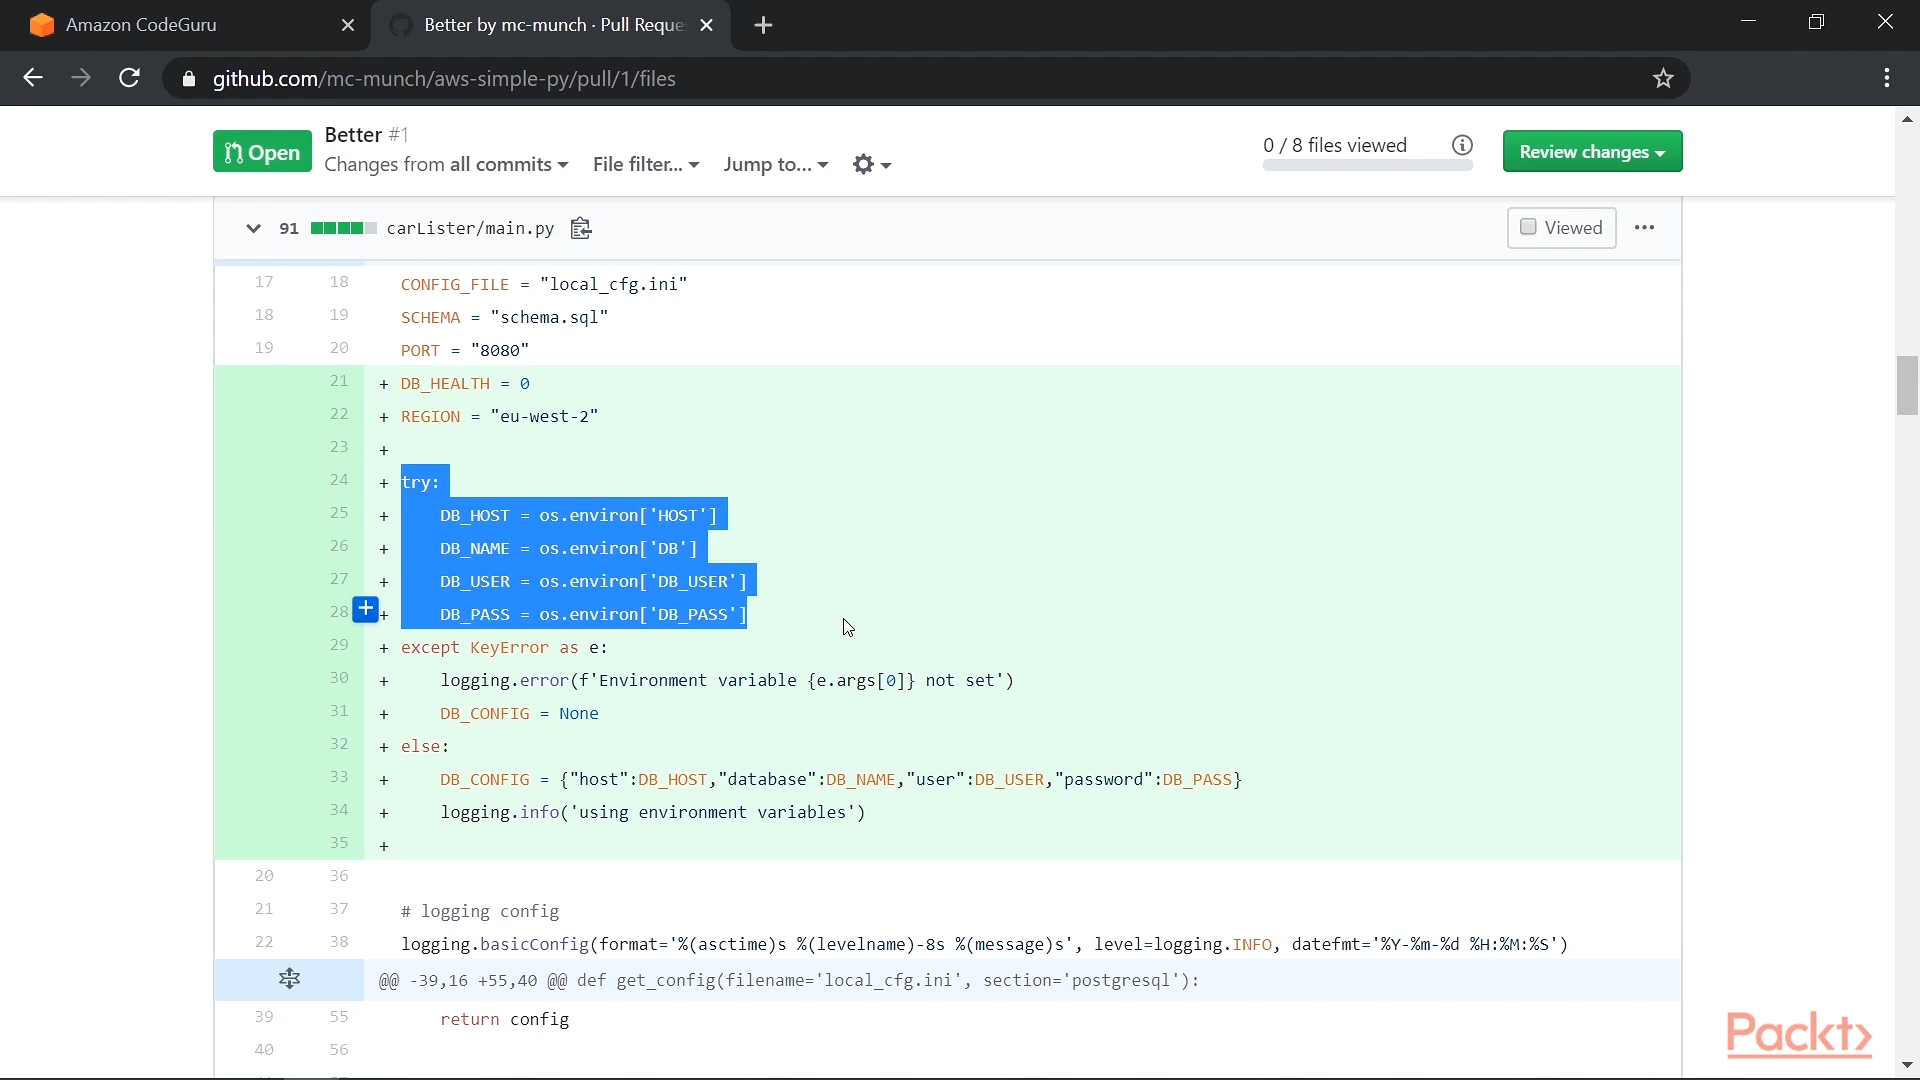 Amazon CodeGuru
Better by mc-munch · Pull Reque
github.com/mc-munch/aws-simple-py/pull/1/files
Open
Better #1
Changes from all commits
File filter...
Jump to...
0 / 8 files viewed
Review changes
91
carLister/main.py
Viewed
17 18 CONFIG_FILE = "local_cfg.ini"
18 19 SCHEMA = "schema.sql"
19 20 PORT = "8080"
21 + DB_HEALTH = 0
22 + REGION = "eu-west-2"
23 +
24 + try:
25 +     DB_HOST = os.environ['HOST']
26 +     DB_NAME = os.environ['DB']
27 +     DB_USER = os.environ['DB_USER']
28 +     DB_PASS = os.environ['DB_PASS']
29 + except KeyError as e:
30 +     logging.error(f'Environment variable {e.args[0]} not set')
31 +     DB_CONFIG = None
32 + else:
33 +     DB_CONFIG = {"host":DB_HOST,"database":DB_NAME,"user":DB_USER,"password":DB_PASS}
34 +     logging.info('using environment variables')
35 +
20 36
21 37 # logging config
22 38 logging.basicConfig(format='%(asctime)s %(levelname)-8s %(message)s', level=logging.INFO, datefmt='%Y-%m-%d %H:%M:%S')
@@ -39,16 +55,40 @@ def get_config(filename='local_cfg.ini', section='postgresql'):
39 55     return config
40 56
Packt>